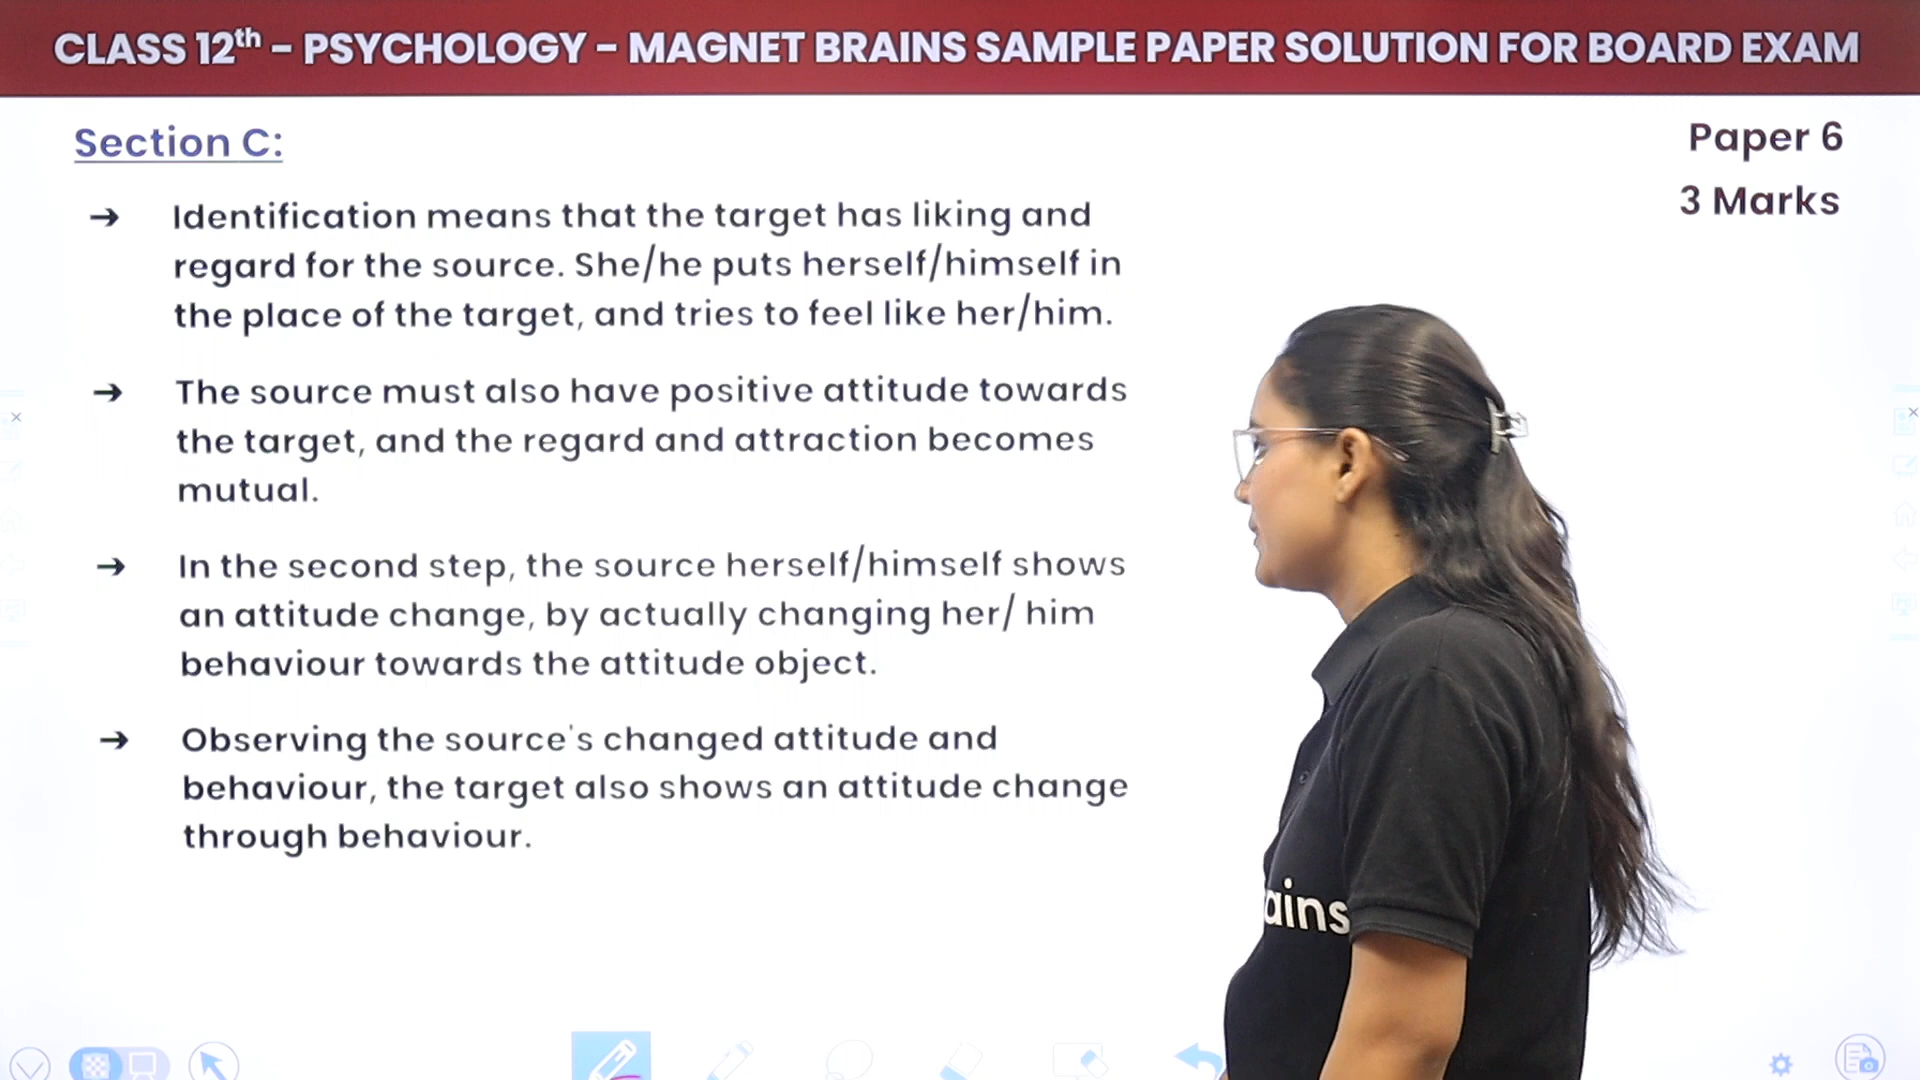 CLASS 12th – PSYCHOLOGY – MAGNET BRAINS SAMPLE PAPER SOLUTION FOR BOARD EXAM
Section C:
Paper 6
3 Marks
→ Identification means that the target has liking and
regard for the source. She/he puts herself/himself in
the place of the target, and tries to feel like her/him.
→ The source must also have positive attitude towards
the target, and the regard and attraction becomes
mutual.
→ In the second step, the source herself/himself shows
an attitude change, by actually changing her/ him
behaviour towards the attitude object.
→ Observing the source's changed attitude and
behaviour, the target also shows an attitude change
through behaviour.
ains